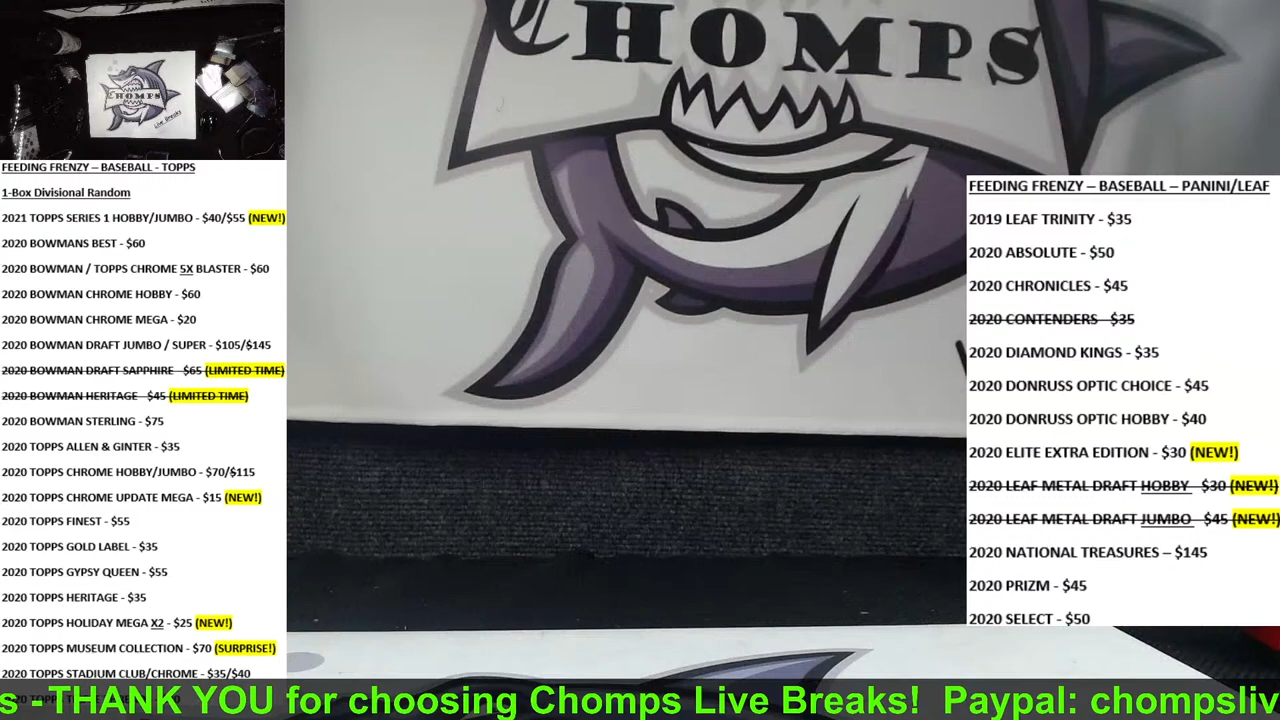 CHOMPS
CHOMPS
Live Breaks
FEEDING FRENZY – BASEBALL - TOPPS
1-Box Divisional Random
2021 TOPPS SERIES 1 HOBBY/JUMBO - $40/$55 (NEW!)
2020 BOWMANS BEST - $60
2020 BOWMAN / TOPPS CHROME 5X BLASTER - $60
2020 BOWMAN CHROME HOBBY - $60
2020 BOWMAN CHROME MEGA - $20
2020 BOWMAN DRAFT JUMBO / SUPER - $105/$145
2020 BOWMAN DRAFT SAPPHIRE - $65 (LIMITED TIME)
2020 BOWMAN HERITAGE - $45 (LIMITED TIME)
2020 BOWMAN STERLING - $75
2020 TOPPS ALLEN & GINTER - $35
2020 TOPPS CHROME HOBBY/JUMBO - $70/$115
2020 TOPPS CHROME UPDATE MEGA - $15 (NEW!)
2020 TOPPS FINEST - $55
2020 TOPPS GOLD LABEL - $35
2020 TOPPS GYPSY QUEEN - $55
2020 TOPPS HERITAGE - $35
2020 TOPPS HOLIDAY MEGA X2 - $25 (NEW!)
2020 TOPPS MUSEUM COLLECTION - $70 (SURPRISE!)
2020 TOPPS STADIUM CLUB/CHROME - $35/$40
FEEDING FRENZY – BASEBALL – PANINI/LEAF
2019 LEAF TRINITY - $35
2020 ABSOLUTE - $50
2020 CHRONICLES - $45
2020 CONTENDERS - $35
2020 DIAMOND KINGS - $35
2020 DONRUSS OPTIC CHOICE - $45
2020 DONRUSS OPTIC HOBBY - $40
2020 ELITE EXTRA EDITION - $30 (NEW!)
2020 LEAF METAL DRAFT HOBBY - $30 (NEW!)
2020 LEAF METAL DRAFT JUMBO - $45 (NEW!)
2020 NATIONAL TREASURES – $145
2020 PRIZM - $45
2020 SELECT - $50
s -THANK YOU for choosing Chomps Live Breaks! Paypal: chompsliv